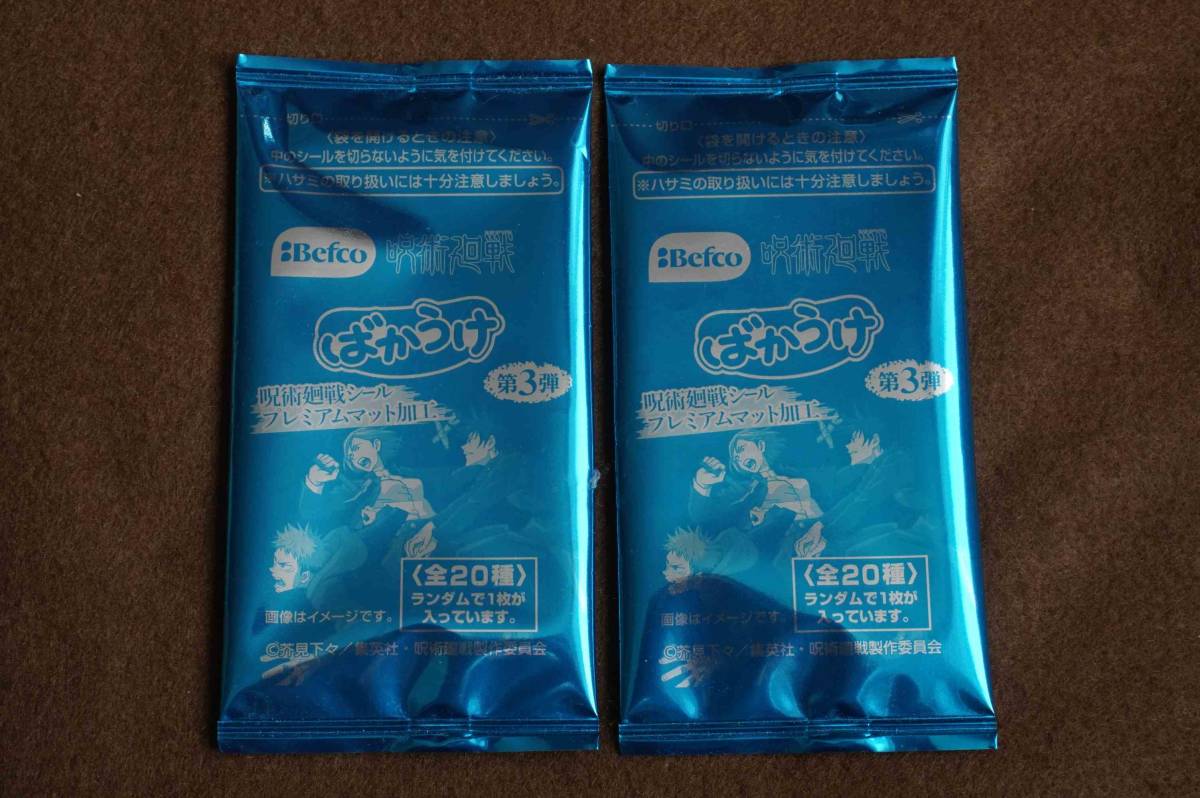 切り口
〈袋を開けるときの注意〉
中のシールを切らないように気を付けてください。
※ハサミの取り扱いには十分注意しましょう。
Befco 呪術廻戦
ばかうけ
第3弾
呪術廻戦シール
プレミアムマット加工
〈全20種〉
ランダムで1枚が
入っています。
画像はイメージです。
©芥見下々／集英社・呪術廻戦製作委員会
切り口
〈袋を開けるときの注意〉
中のシールを切らないように気を付けてください。
※ハサミの取り扱いには十分注意しましょう。
Befco 呪術廻戦
ばかうけ
第3弾
呪術廻戦シール
プレミアムマット加工
〈全20種〉
ランダムで1枚が
入っています。
画像はイメージです。
©芥見下々／集英社・呪術廻戦製作委員会